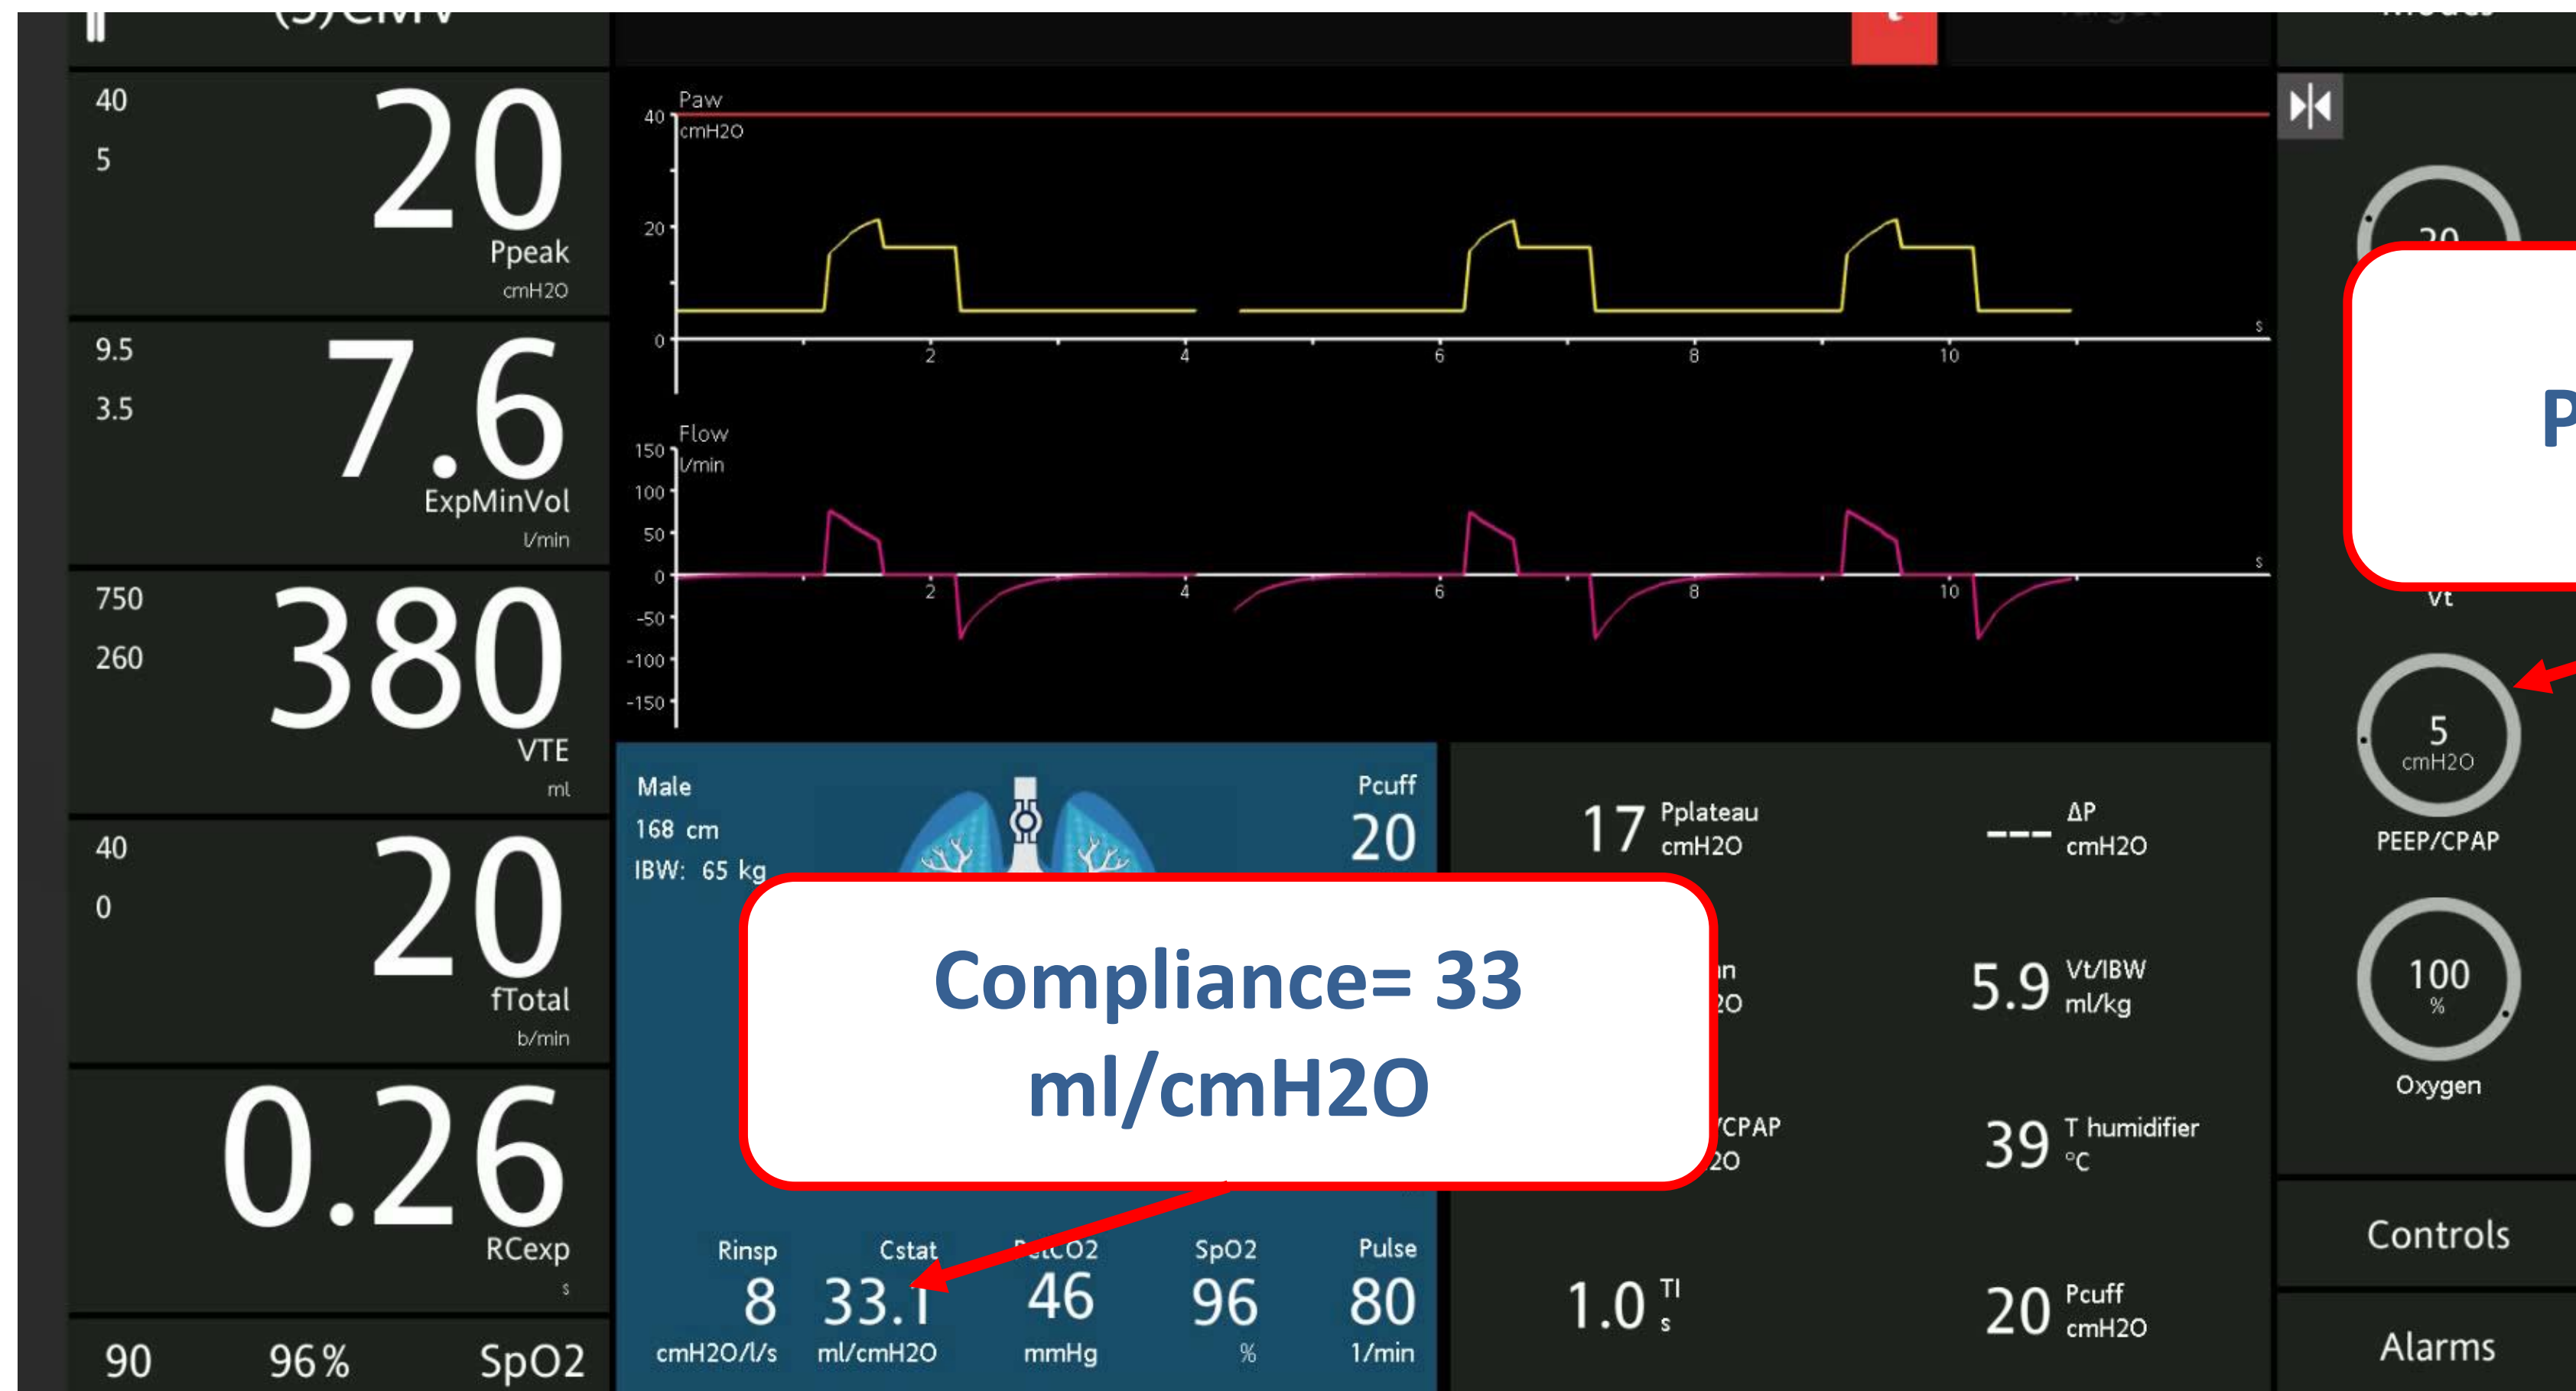 (S)CMV
40
5
20
Ppeak
cmH2O
9.5
3.5
7.6
ExpMinVol
l/min
750
260
380
VTE
ml
40
0
20
fTotal
b/min
0.26
RCexp
s
90 96% SpO2
Paw
40 cmH2O
20
0
2 4 6 8 10 s
Flow
150 l/min
100
50
0
-50
-100
-150
2 4 6 8 10 s
Male
168 cm
IBW: 65 kg
Pcuff
20
Compliance= 33
ml/cmH2O
Rinsp Cstat PetCO2 SpO2 Pulse
8 33.1 46 96 80
cmH2O/l/s ml/cmH2O mmHg % 1/min
17 Pplateau
cmH2O
--- ΔP
cmH2O
5.9 Vt/IBW
ml/kg
/CPAP
39 T humidifier
°C
1.0 TI
s
20 Pcuff
cmH2O
20
P
Vt
5
cmH2O
PEEP/CPAP
100
%
Oxygen
Controls
Alarms